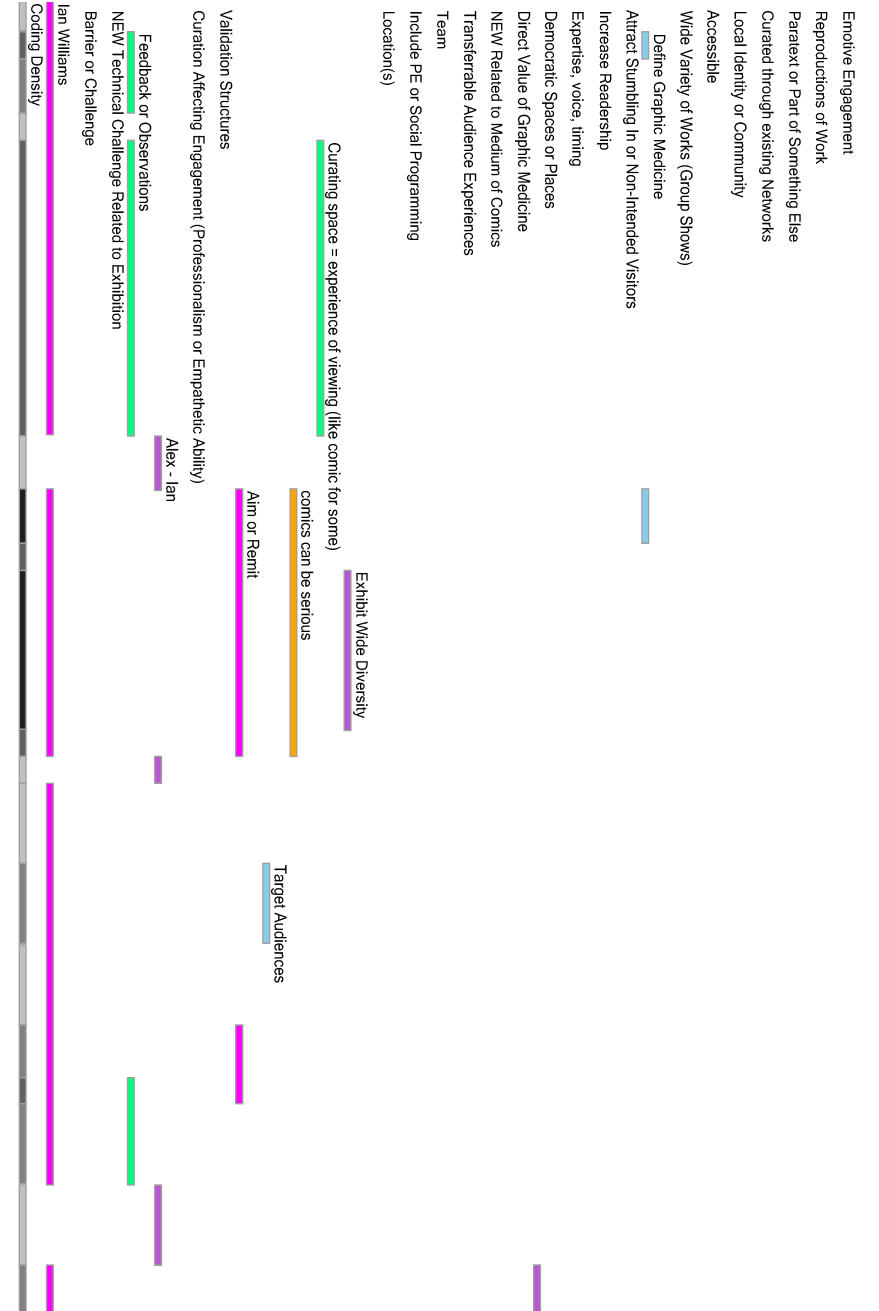 Emotive Engagement
Reproductions of Work
Paratext or Part of Something Else
Curated through existing Networks
Local Identity or Community
Accessible
Wide Variety of Works (Group Shows)
Define Graphic Medicine
Attract Stumbling In or Non-Intended Visitors
Increase Readership
Expertise, voice, timing
Democratic Spaces or Places
Direct Value of Graphic Medicine
NEW Related to Medium of Comics
Transferrable Audience Experiences
Team
Include PE or Social Programming
Location(s)
Exhibit Wide Diversity
Curating space = experience of viewing (like comic for some)
comics can be serious
Target Audiences
Aim or Remit
Validation Structures
Curation Affecting Engagement (Professionalism or Empathetic Ability)
Alex - Ian
Feedback or Observations
NEW Technical Challenge Related to Exhibition
Barrier or Challenge
Ian Williams
Coding Density